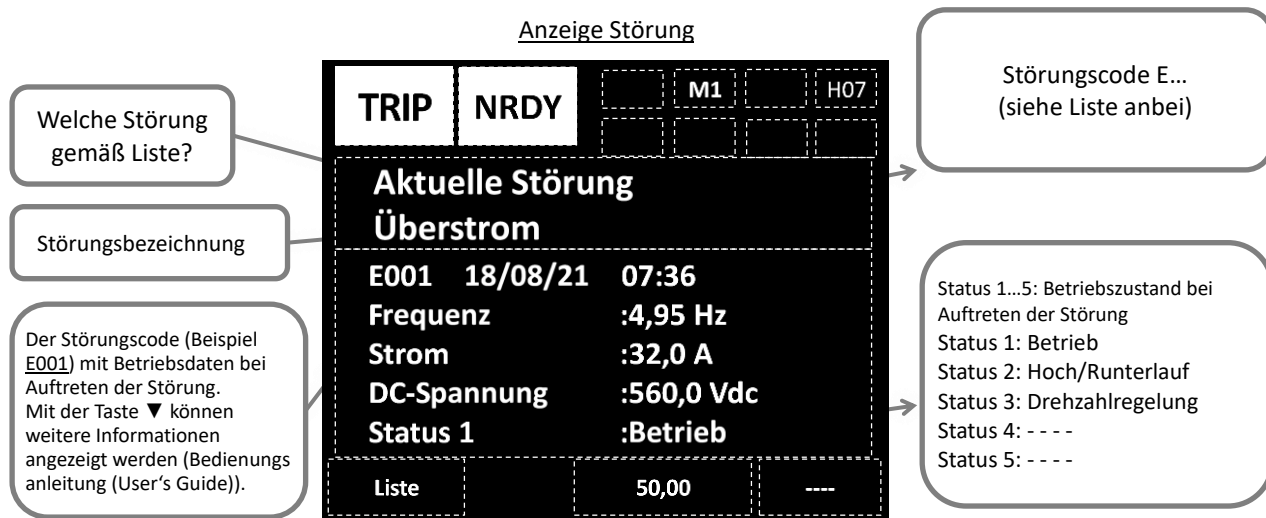 Anzeige Störung
Welche Störung
gemäß Liste?
Störungsbezeichnung
Der Störungscode (Beispiel
E001) mit Betriebsdaten bei
Auftreten der Störung.
Mit der Taste ▼ können
weitere Informationen
angezeigt werden (Bedienungs
anleitung (User‘s Guide)).
TRIP NRDY M1 H07
Aktuelle Störung
Überstrom
E001 18/08/21 07:36
Frequenz :4,95 Hz
Strom :32,0 A
DC-Spannung :560,0 Vdc
Status 1 :Betrieb
Liste 50,00 ----
Störungscode E...
(siehe Liste anbei)
Status 1...5: Betriebszustand bei
Auftreten der Störung
Status 1: Betrieb
Status 2: Hoch/Runterlauf
Status 3: Drehzahlregelung
Status 4: - - - -
Status 5: - - - -